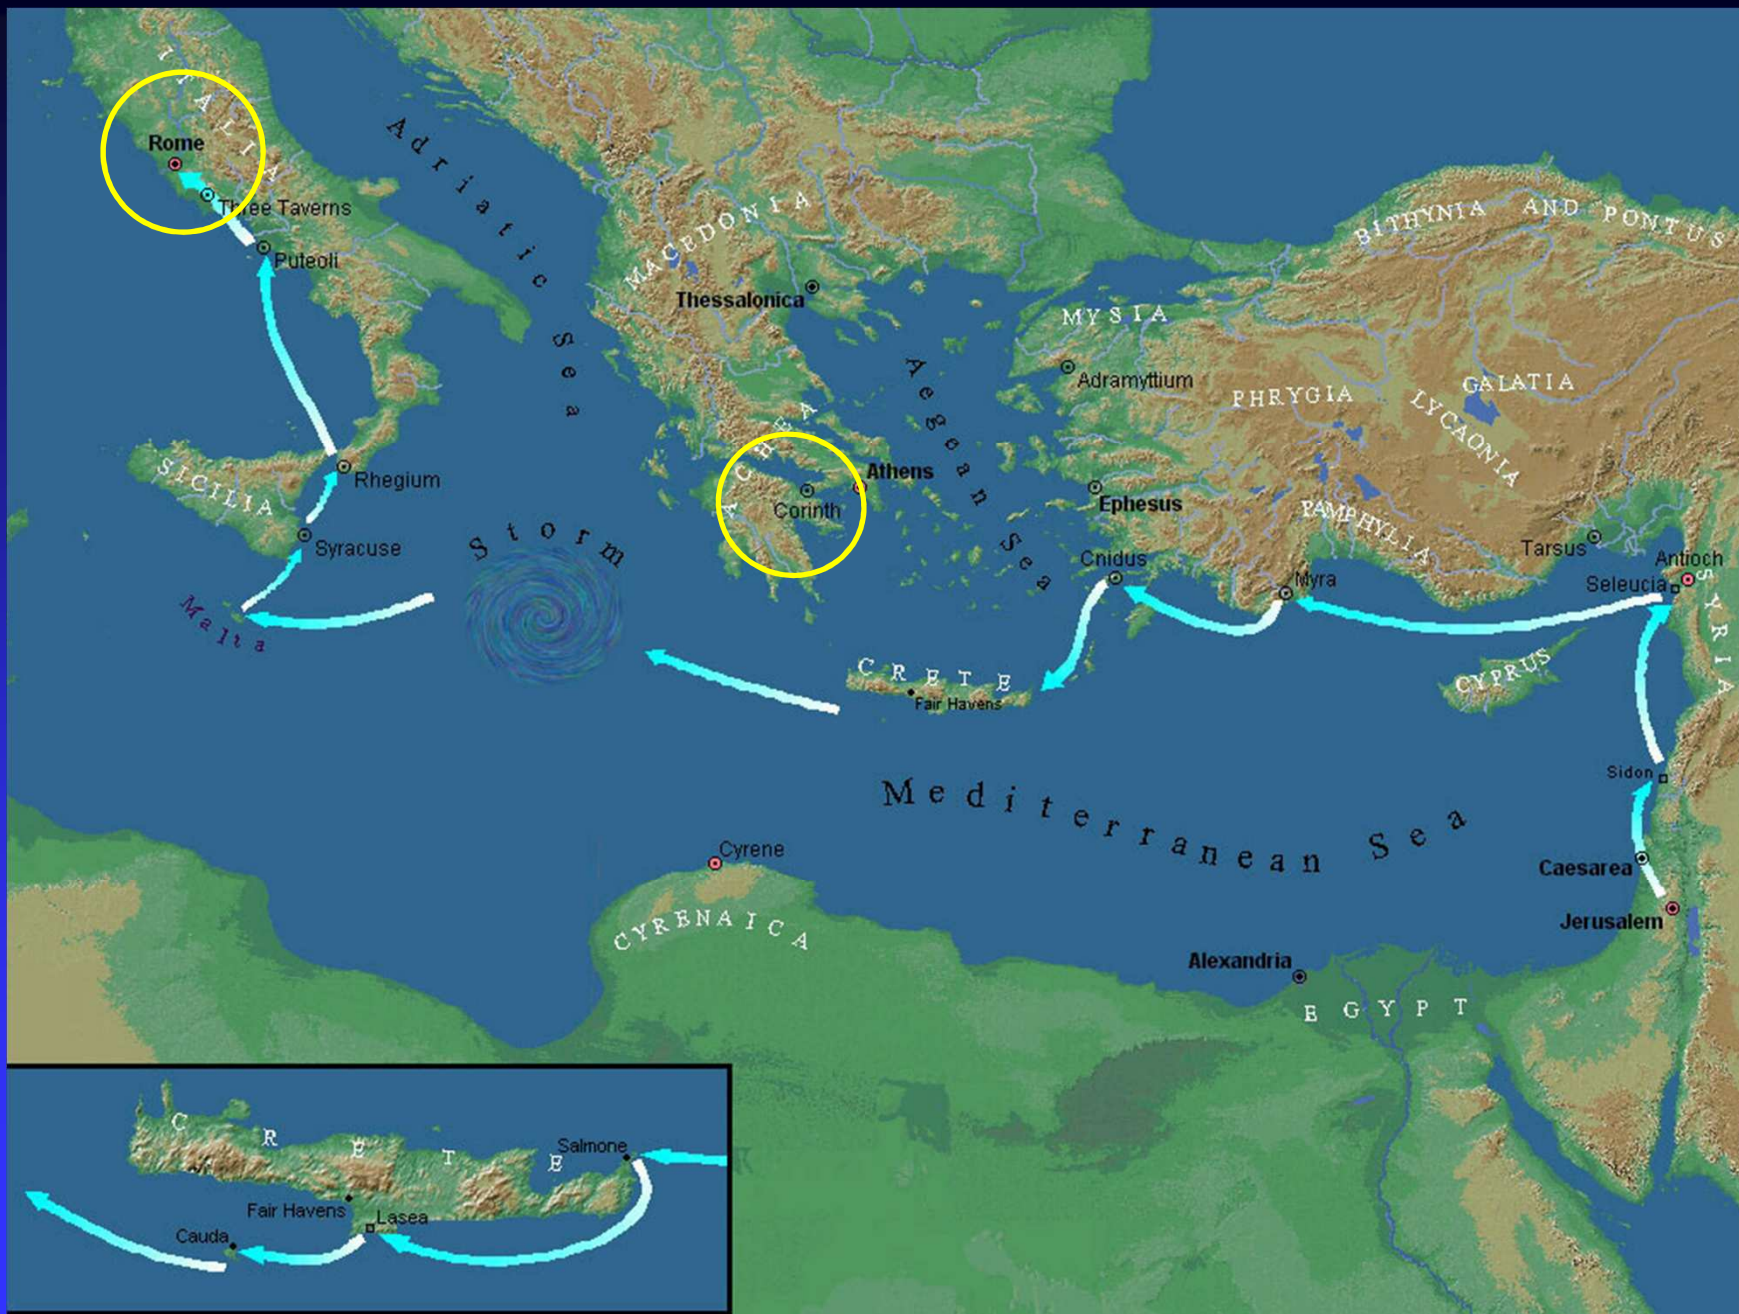 ITALIA
Rome
Three Taverns
Puteoli
Adriatic Sea
MACEDONIA
Thessalonica
BITHYNIA AND PONTUS
MYSIA
Adramyttium
Aegean Sea
PHRYGIA
GALATIA
LYCAONIA
ACHEA
Athens
Corinth
Ephesus
PAMPHYLIA
Rhegium
SICILIA
Syracuse
Storm
Malta
Cnidus
Myra
Tarsus
Antioch
Seleucia
SYRIA
CRETE
Fair Havens
CYPRUS
Sidon
Mediterranean Sea
Cyrene
CYRENAICA
Caesarea
Jerusalem
Alexandria
EGYPT
CRETE
Salmone
Fair Havens
Lasea
Cauda